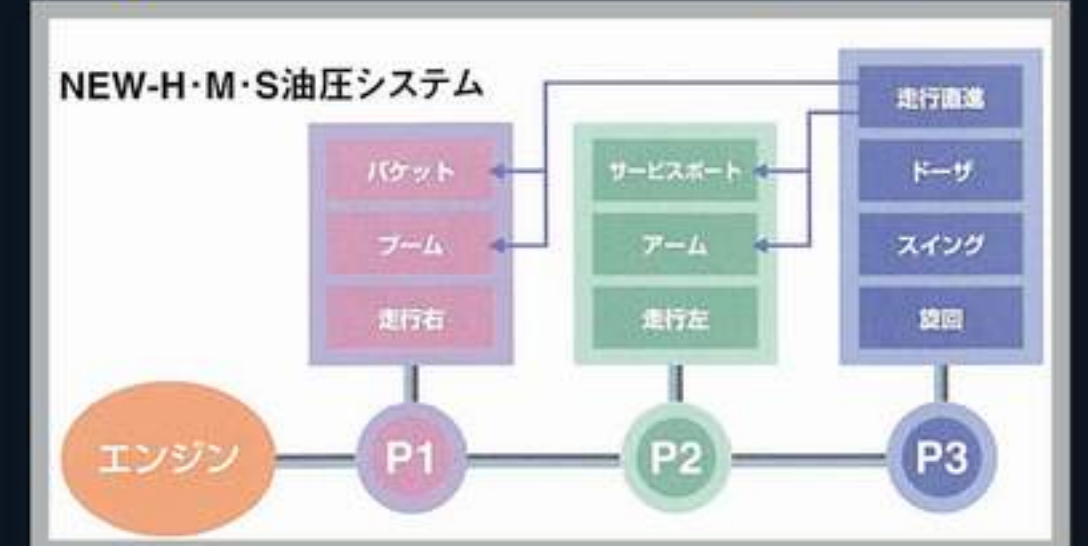 NEW-H·M·S油圧システム
バケット
ブーム
走行右
サービスポート
アーム
走行左
走行直進
ドーザ
スイング
旋回
エンジン
P1
P2
P3